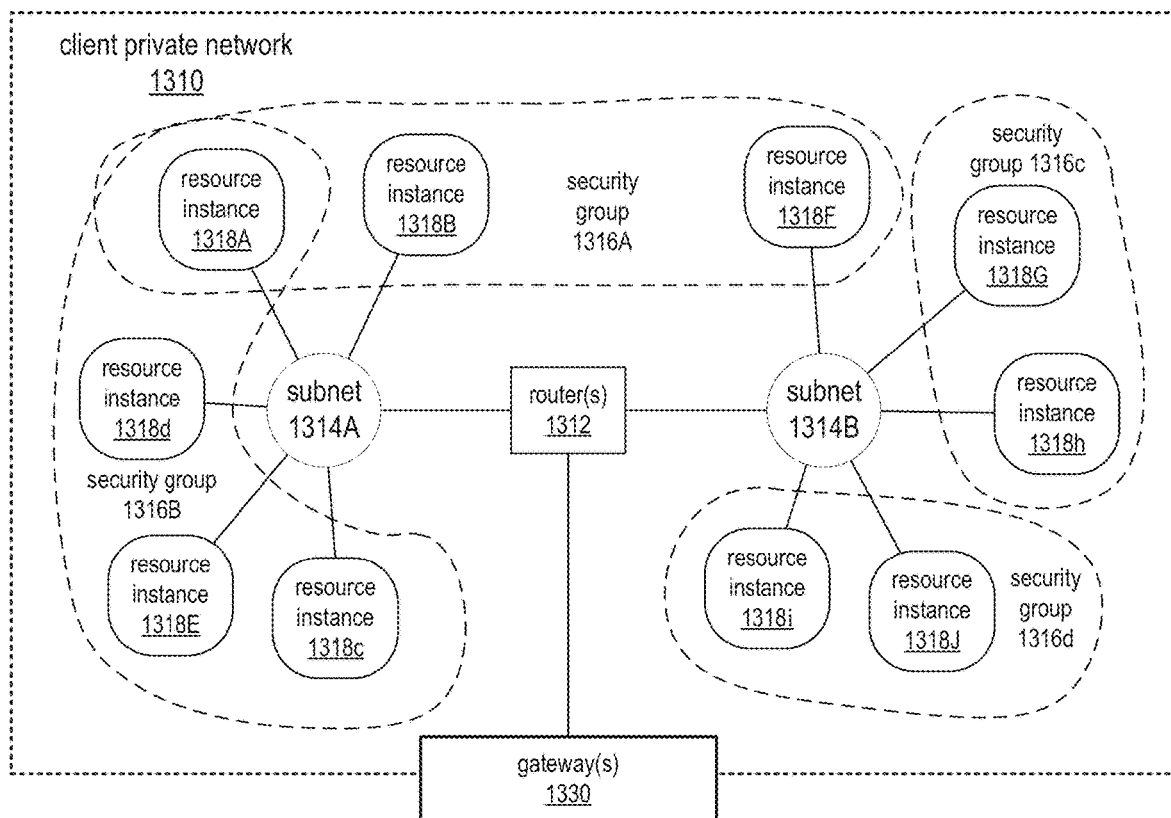 client private network
1310
resource
instance
1318A
resource
instance
1318B
security
group
1316A
resource
instance
1318F
security
group 1316c
resource
instance
1318G
resource
instance
1318d
subnet
1314A
router(s)
1312
subnet
1314B
resource
instance
1318h
security group
1316B
resource
instance
1318E
resource
instance
1318c
resource
instance
1318i
resource
instance
1318J
security
group
1316d
gateway(s)
1330